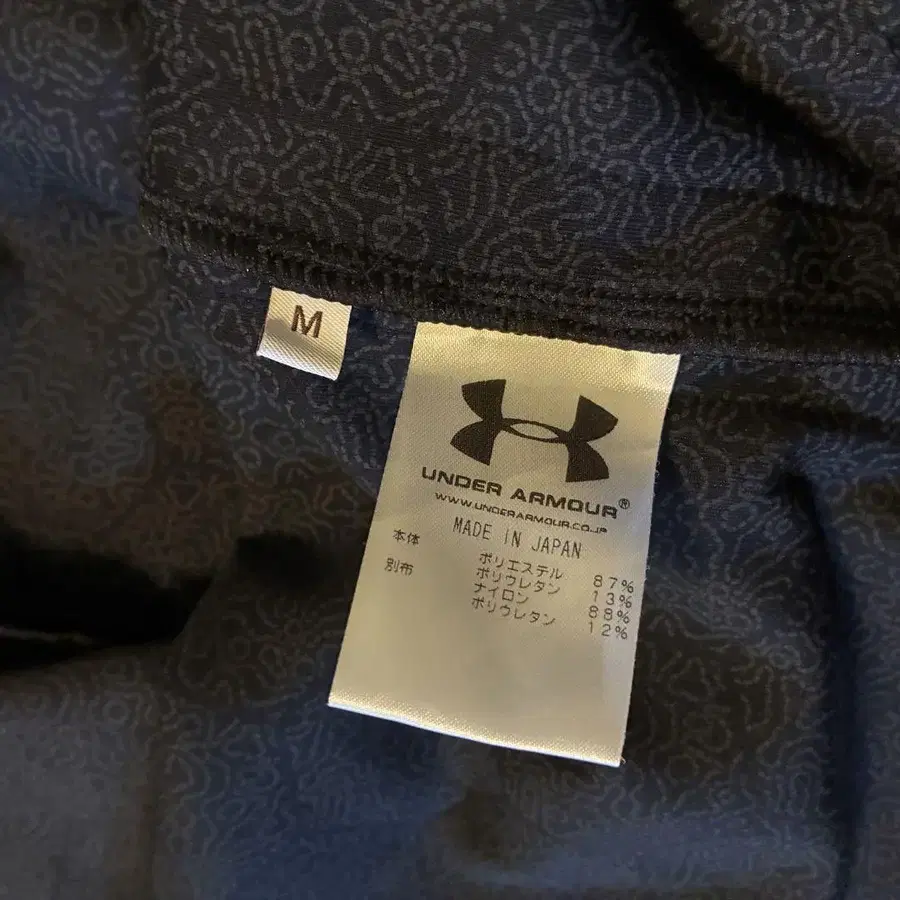 M
UNDER ARMOUR®
WWW.UNDERARMOUR.CO.JP
MADE IN JAPAN
本体 ポリエステル 87%
ポリウレタン 13%
別布 ナイロン 88%
ポリウレタン 12%